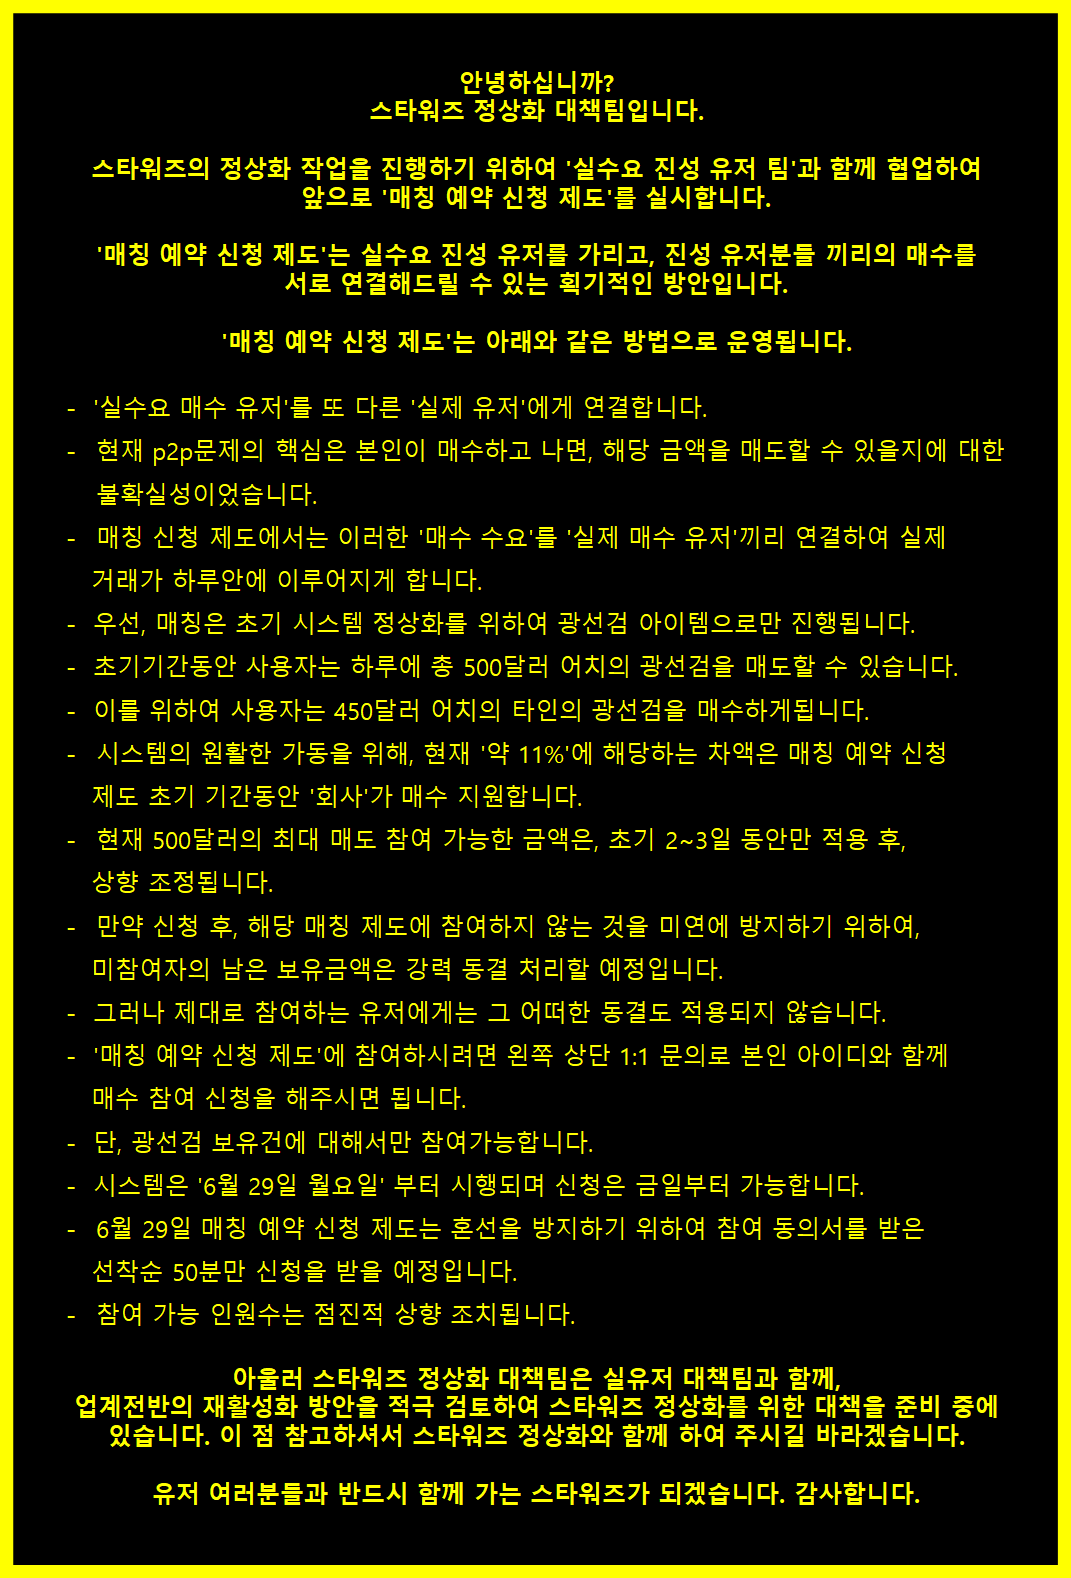 안녕하십니까?
스타워즈 정상화 대책팀입니다.
스타워즈의 정상화 작업을 진행하기 위하여 '실수요 진성 유저 팀'과 함께 협업하여
앞으로 '매칭 예약 신청 제도'를 실시합니다.
'매칭 예약 신청 제도'는 실수요 진성 유저를 가리고, 진성 유저분들 끼리의 매수를
서로 연결해드릴 수 있는 획기적인 방안입니다.
'매칭 예약 신청 제도'는 아래와 같은 방법으로 운영됩니다.
- '실수요 매수 유저'를 또 다른 '실제 유저'에게 연결합니다.
- 현재 p2p문제의 핵심은 본인이 매수하고 나면, 해당 금액을 매도할 수 있을지에 대한
불확실성이었습니다.
- 매칭 신청 제도에서는 이러한 '매수 수요'를 '실제 매수 유저'끼리 연결하여 실제
거래가 하루안에 이루어지게 합니다.
- 우선, 매칭은 초기 시스템 정상화를 위하여 광선검 아이템으로만 진행됩니다.
- 초기기간동안 사용자는 하루에 총 500달러 어치의 광선검을 매도할 수 있습니다.
- 이를 위하여 사용자는 450달러 어치의 타인의 광선검을 매수하게됩니다.
- 시스템의 원활한 가동을 위해, 현재 '약 11%'에 해당하는 차액은 매칭 예약 신청
제도 초기 기간동안 '회사'가 매수 지원합니다.
- 현재 500달러의 최대 매도 참여 가능한 금액은, 초기 2~3일 동안만 적용 후,
상향 조정됩니다.
- 만약 신청 후, 해당 매칭 제도에 참여하지 않는 것을 미연에 방지하기 위하여,
미참여자의 남은 보유금액은 강력 동결 처리할 예정입니다.
- 그러나 제대로 참여하는 유저에게는 그 어떠한 동결도 적용되지 않습니다.
- '매칭 예약 신청 제도'에 참여하시려면 왼쪽 상단 1:1 문의로 본인 아이디와 함께
매수 참여 신청을 해주시면 됩니다.
- 단, 광선검 보유건에 대해서만 참여가능합니다.
- 시스템은 '6월 29일 월요일' 부터 시행되며 신청은 금일부터 가능합니다.
- 6월 29일 매칭 예약 신청 제도는 혼선을 방지하기 위하여 참여 동의서를 받은
선착순 50분만 신청을 받을 예정입니다.
- 참여 가능 인원수는 점진적 상향 조치됩니다.
아울러 스타워즈 정상화 대책팀은 실유저 대책팀과 함께,
업계전반의 재활성화 방안을 적극 검토하여 스타워즈 정상화를 위한 대책을 준비 중에
있습니다. 이 점 참고하셔서 스타워즈 정상화와 함께 하여 주시길 바라겠습니다.
유저 여러분들과 반드시 함께 가는 스타워즈가 되겠습니다. 감사합니다.